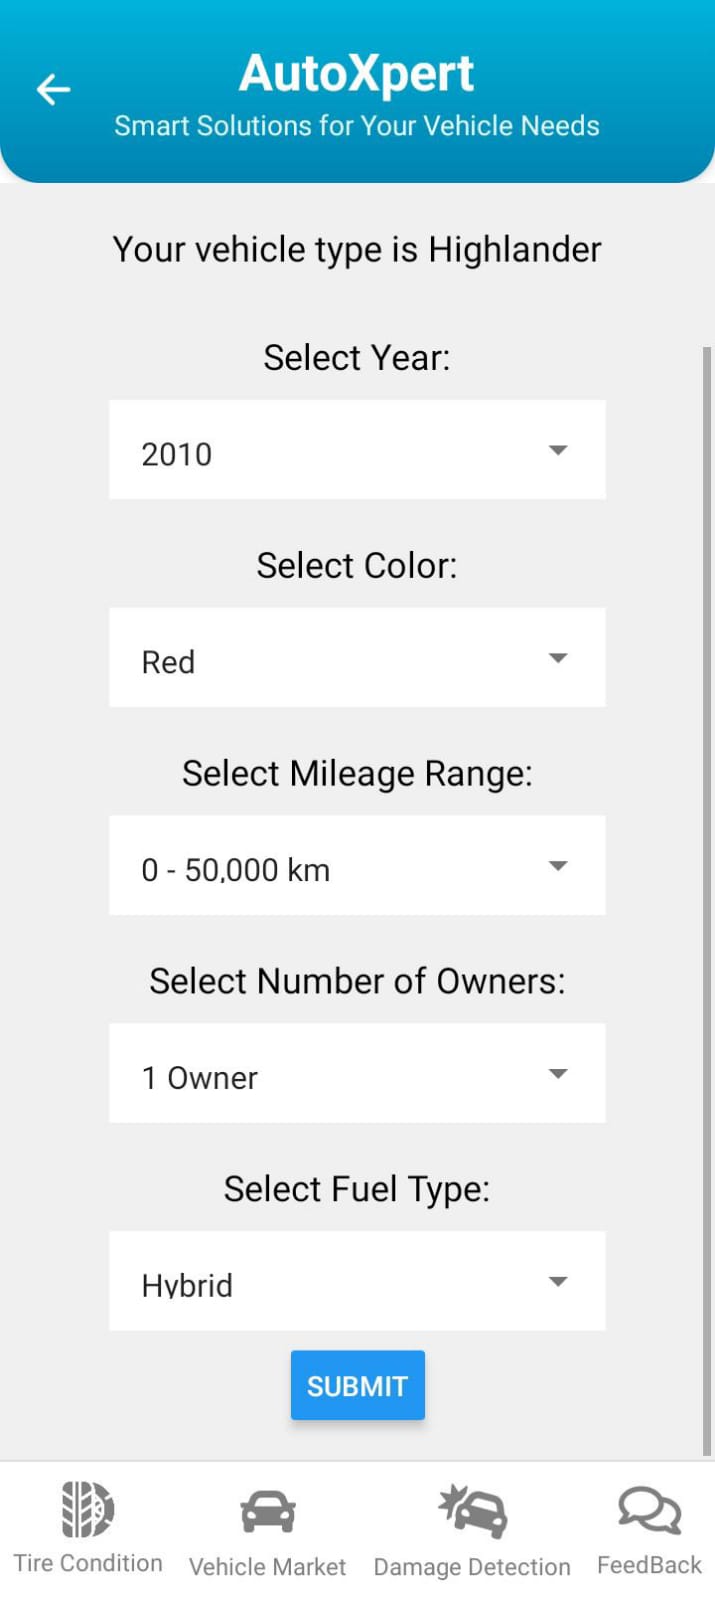 AutoXpert
Smart Solutions for Your Vehicle Needs
Your vehicle type is Highlander
Select Year:
2010
Select Color:
Red
Select Mileage Range:
0 - 50,000 km
Select Number of Owners:
1 Owner
Select Fuel Type:
Hybrid
SUBMIT
Tire Condition
Vehicle Market
Damage Detection
FeedBack